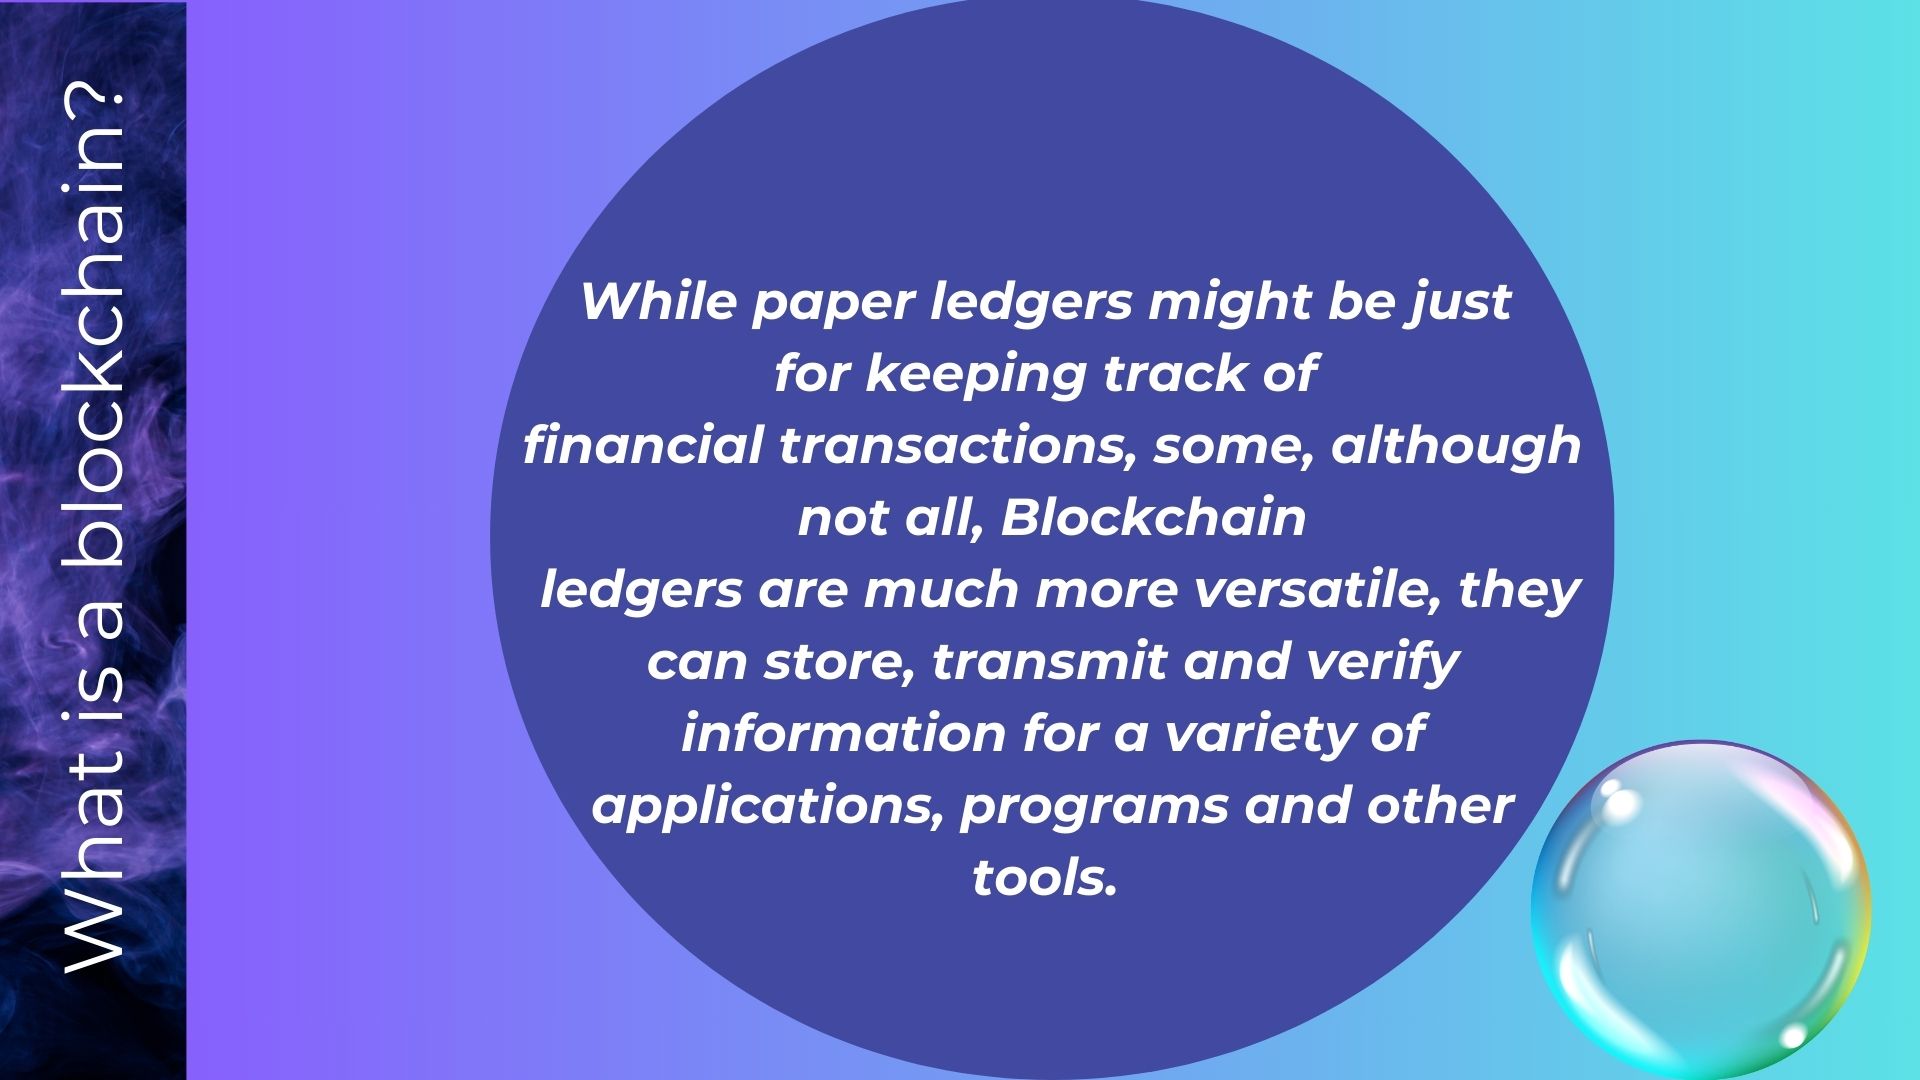 What is a blockchain?
While paper ledgers might be just
for keeping track of
financial transactions, some, although
not all, Blockchain
ledgers are much more versatile, they
can store, transmit and verify
information for a variety of
applications, programs and other
tools.